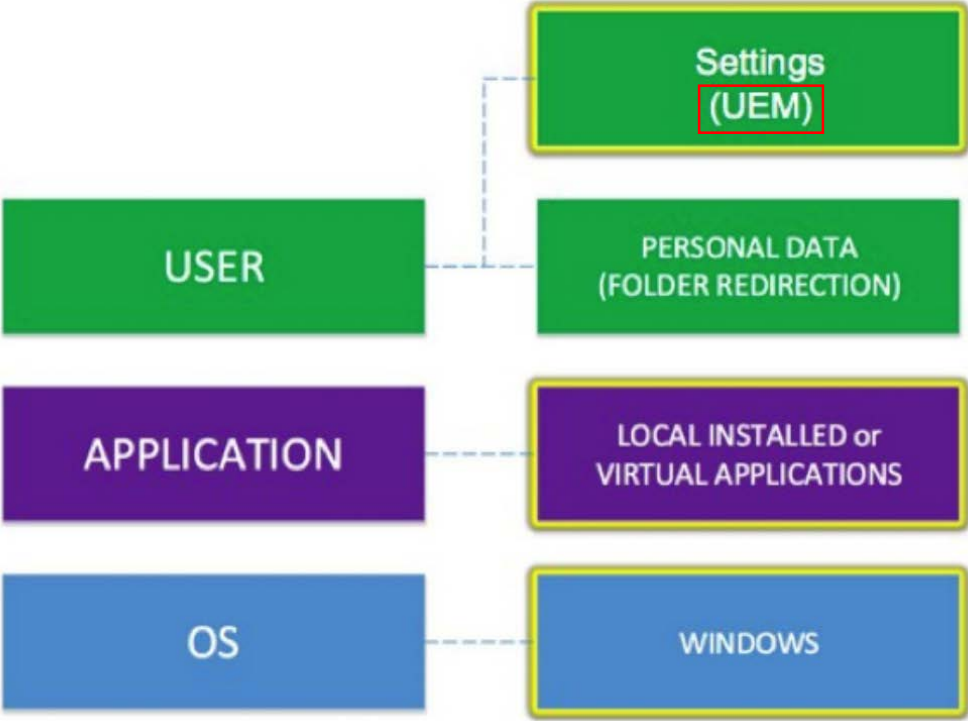 Settings
(UEM)
USER
PERSONAL DATA
(FOLDER REDIRECTION)
APPLICATION
LOCAL INSTALLED or
VIRTUAL APPLICATIONS
OS
WINDOWS